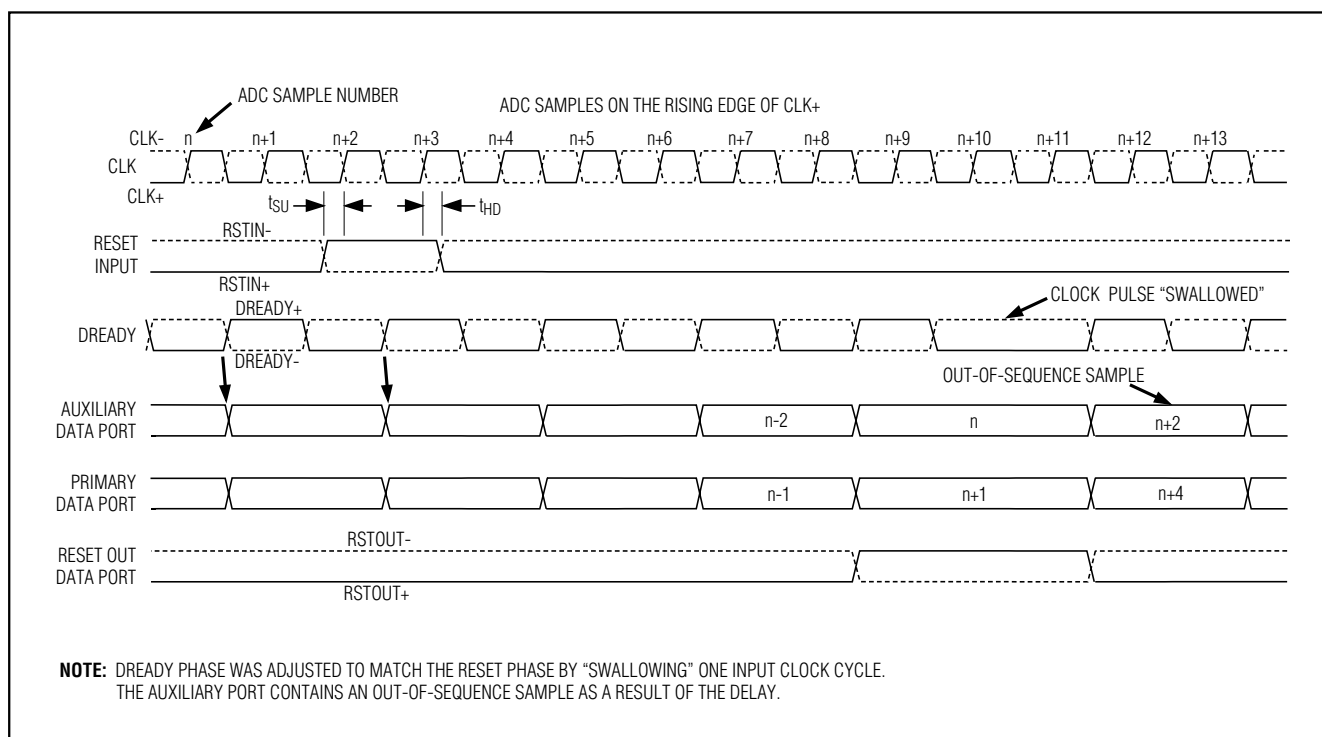 ADC SAMPLE NUMBER
ADC SAMPLES ON THE RISING EDGE OF CLK+
CLK- n n+1 n+2 n+3 n+4 n+5 n+6 n+7 n+8 n+9 n+10 n+11 n+12 n+13
CLK
CLK+
tSU tHD
RSTIN-
RESET
INPUT
RSTIN+
DREADY+
CLOCK PULSE “SWALLOWED”
DREADY
DREADY-
OUT-OF-SEQUENCE SAMPLE
AUXILIARY
DATA PORT
n-2 n n+2
PRIMARY
DATA PORT
n-1 n+1 n+4
RSTOUT-
RESET OUT
DATA PORT
RSTOUT+
NOTE: DREADY PHASE WAS ADJUSTED TO MATCH THE RESET PHASE BY “SWALLOWING” ONE INPUT CLOCK CYCLE.
THE AUXILIARY PORT CONTAINS AN OUT-OF-SEQUENCE SAMPLE AS A RESULT OF THE DELAY.